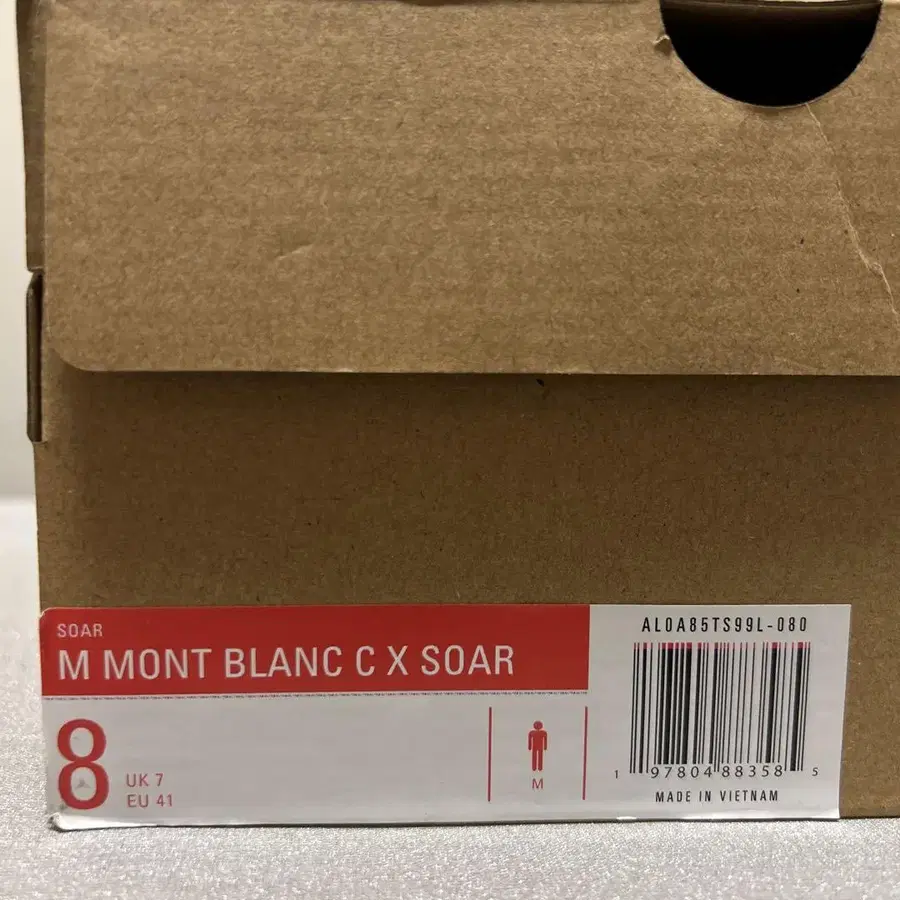 SOAR
M MONT BLANC C X SOAR
8
UK 7
EU 41
M
AL0A85TS99L-080
1 97804 88358 5
MADE IN VIETNAM